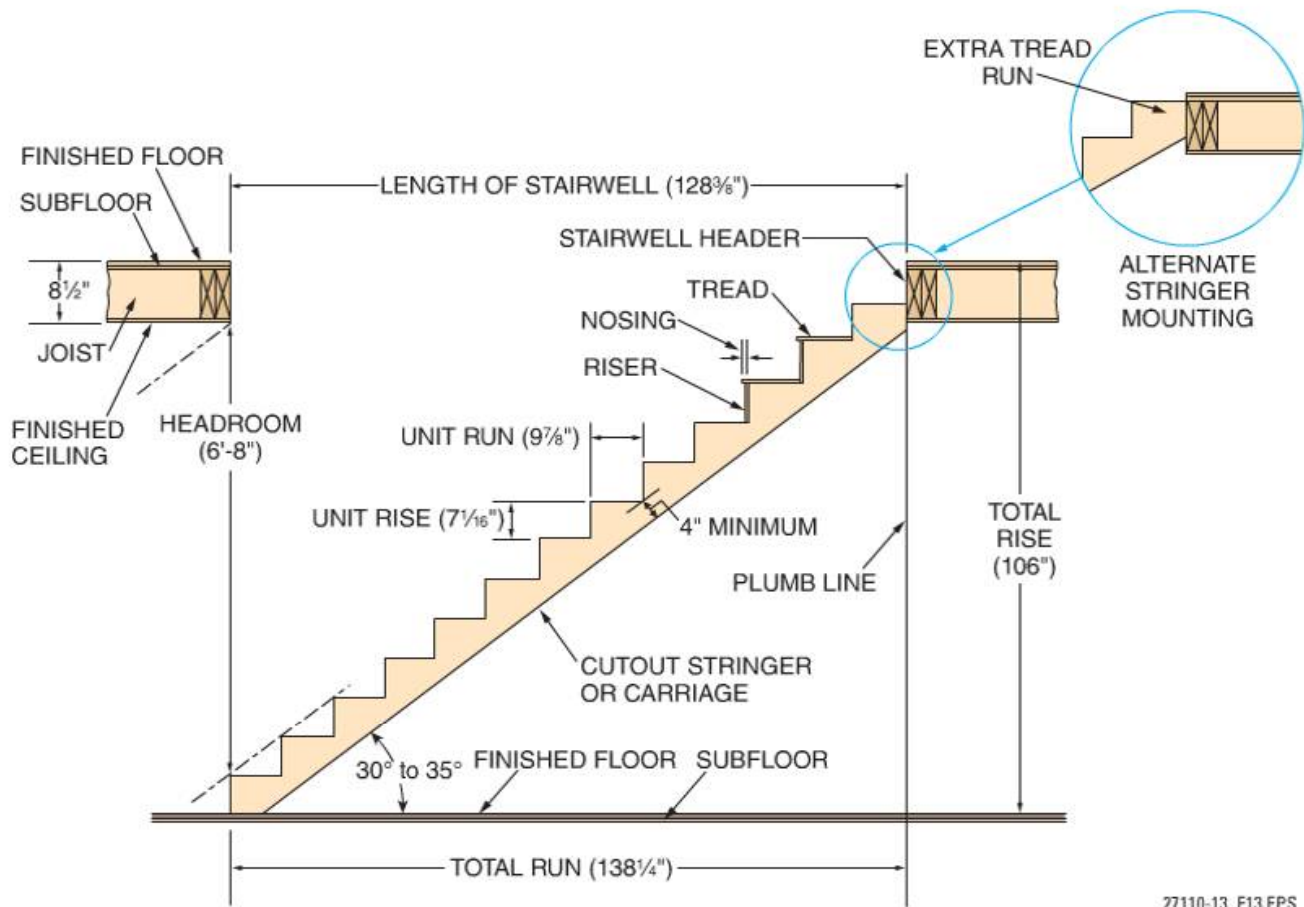 EXTRA TREAD
RUN
FINISHED FLOOR
SUBFLOOR
LENGTH OF STAIRWELL (128⅜")
STAIRWELL HEADER
ALTERNATE
STRINGER
MOUNTING
8½"
TREAD
NOSING
JOIST
RISER
FINISHED
CEILING
HEADROOM
(6'-8")
UNIT RUN (9⅞")
UNIT RISE (7¹⁄₁₆")
4" MINIMUM
TOTAL
RISE
(106")
PLUMB LINE
CUTOUT STRINGER
OR CARRIAGE
30° to 35°
FINISHED FLOOR
SUBFLOOR
TOTAL RUN (138¼")
27110-13_F13.EPS